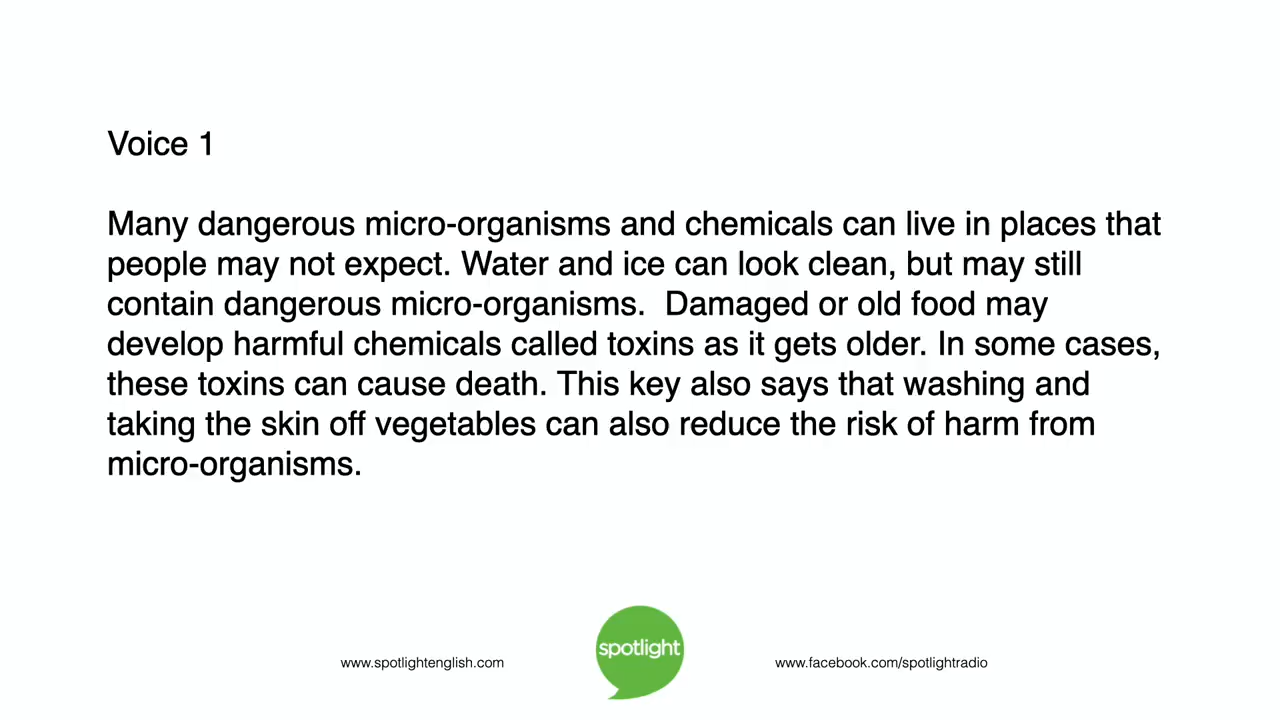 Voice 1
Many dangerous micro-organisms and chemicals can live in places that
people may not expect. Water and ice can look clean, but may still
contain dangerous micro-organisms.  Damaged or old food may
develop harmful chemicals called toxins as it gets older. In some cases,
these toxins can cause death. This key also says that washing and
taking the skin off vegetables can also reduce the risk of harm from
micro-organisms.
spotlight
www.spotlightenglish.com
www.facebook.com/spotlightradio